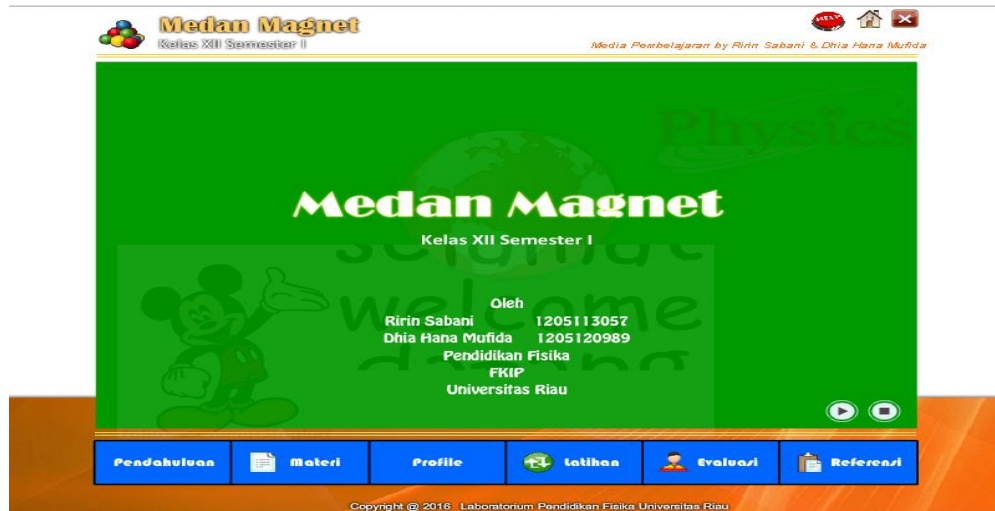 Medan Magnet
Kelas XII Semester I
HELP
Media Pembelajaran by Ririn Sabani & Dhia Hana Mufida
Physics
Medan Magnet
Kelas XII Semester I
selamat
welcome
datang
Oleh
Ririn Sabani 1205113057
Dhia Hana Mufida 1205120989
Pendidikan Fisika
FKIP
Universitas Riau
Pendahuluan Materi Profile Latihan Evaluasi Referensi
Copyright @ 2016 Laboratorium Pendidikan Fisika Universitas Riau